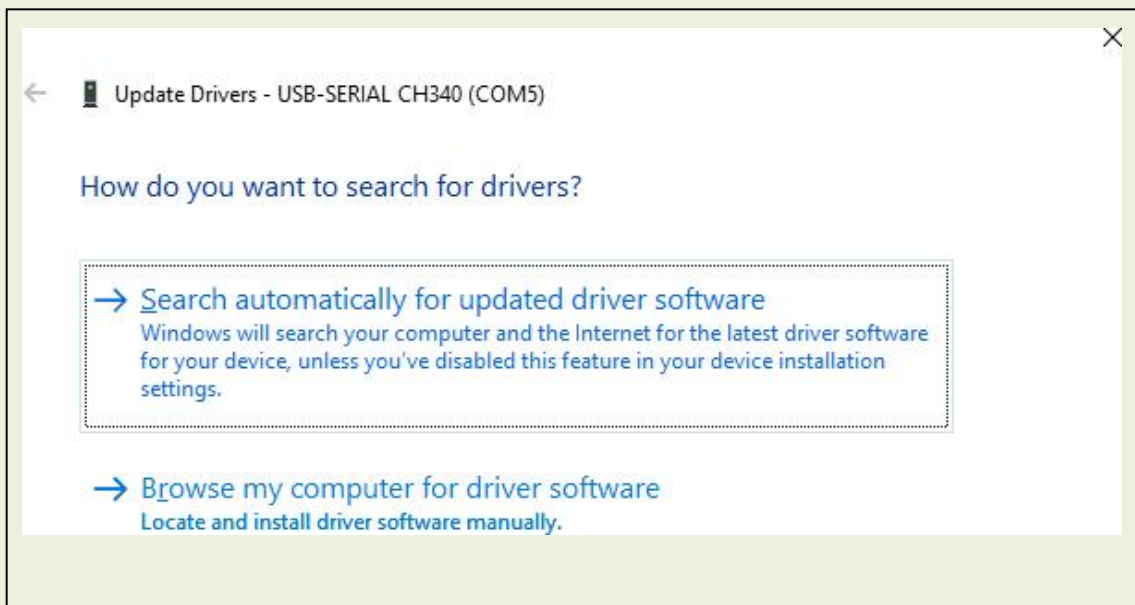 Update Drivers - USB-SERIAL CH340 (COM5)
How do you want to search for drivers?
Search automatically for updated driver software
Windows will search your computer and the Internet for the latest driver software
for your device, unless you've disabled this feature in your device installation
settings.
Browse my computer for driver software
Locate and install driver software manually.